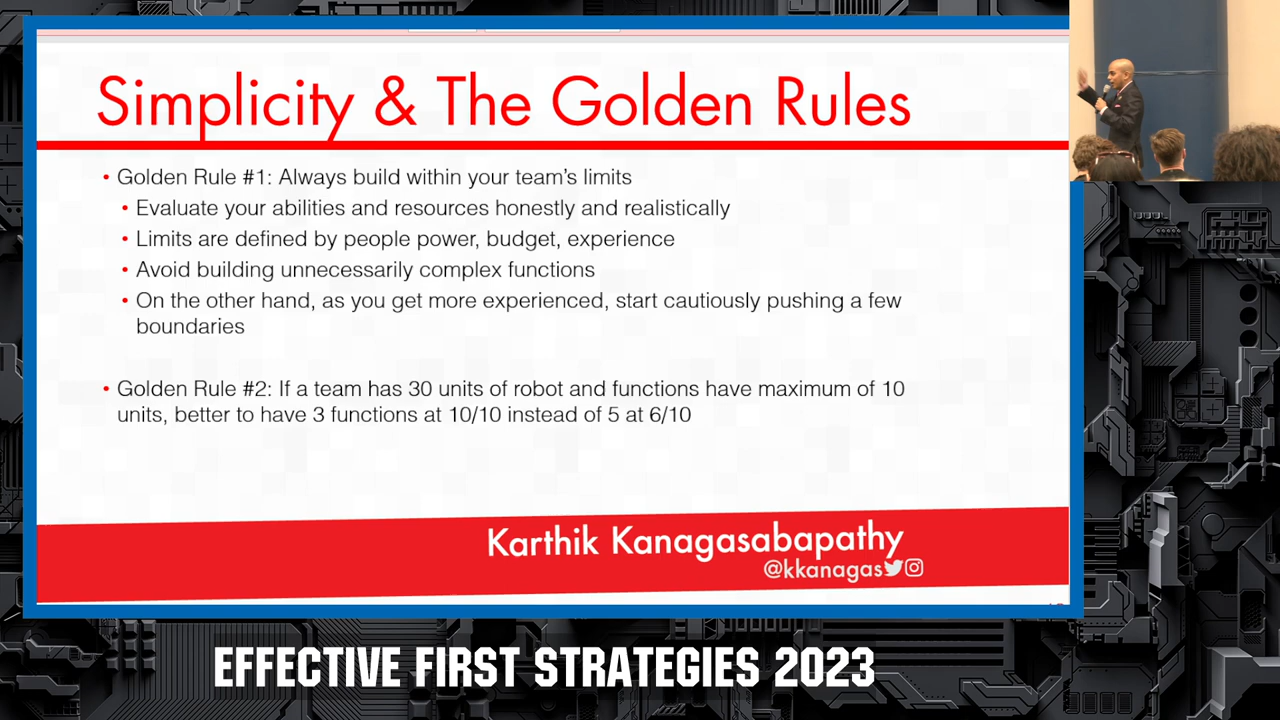 Simplicity & The Golden Rules
• Golden Rule #1: Always build within your team's limits
• Evaluate your abilities and resources honestly and realistically
• Limits are defined by people power, budget, experience
• Avoid building unnecessarily complex functions
• On the other hand, as you get more experienced, start cautiously pushing a few
boundaries
• Golden Rule #2: If a team has 30 units of robot and functions have maximum of 10
units, better to have 3 functions at 10/10 instead of 5 at 6/10
Karthik Kanagasabapathy
@kkanagas
EFFECTIVE FIRST STRATEGIES 2023